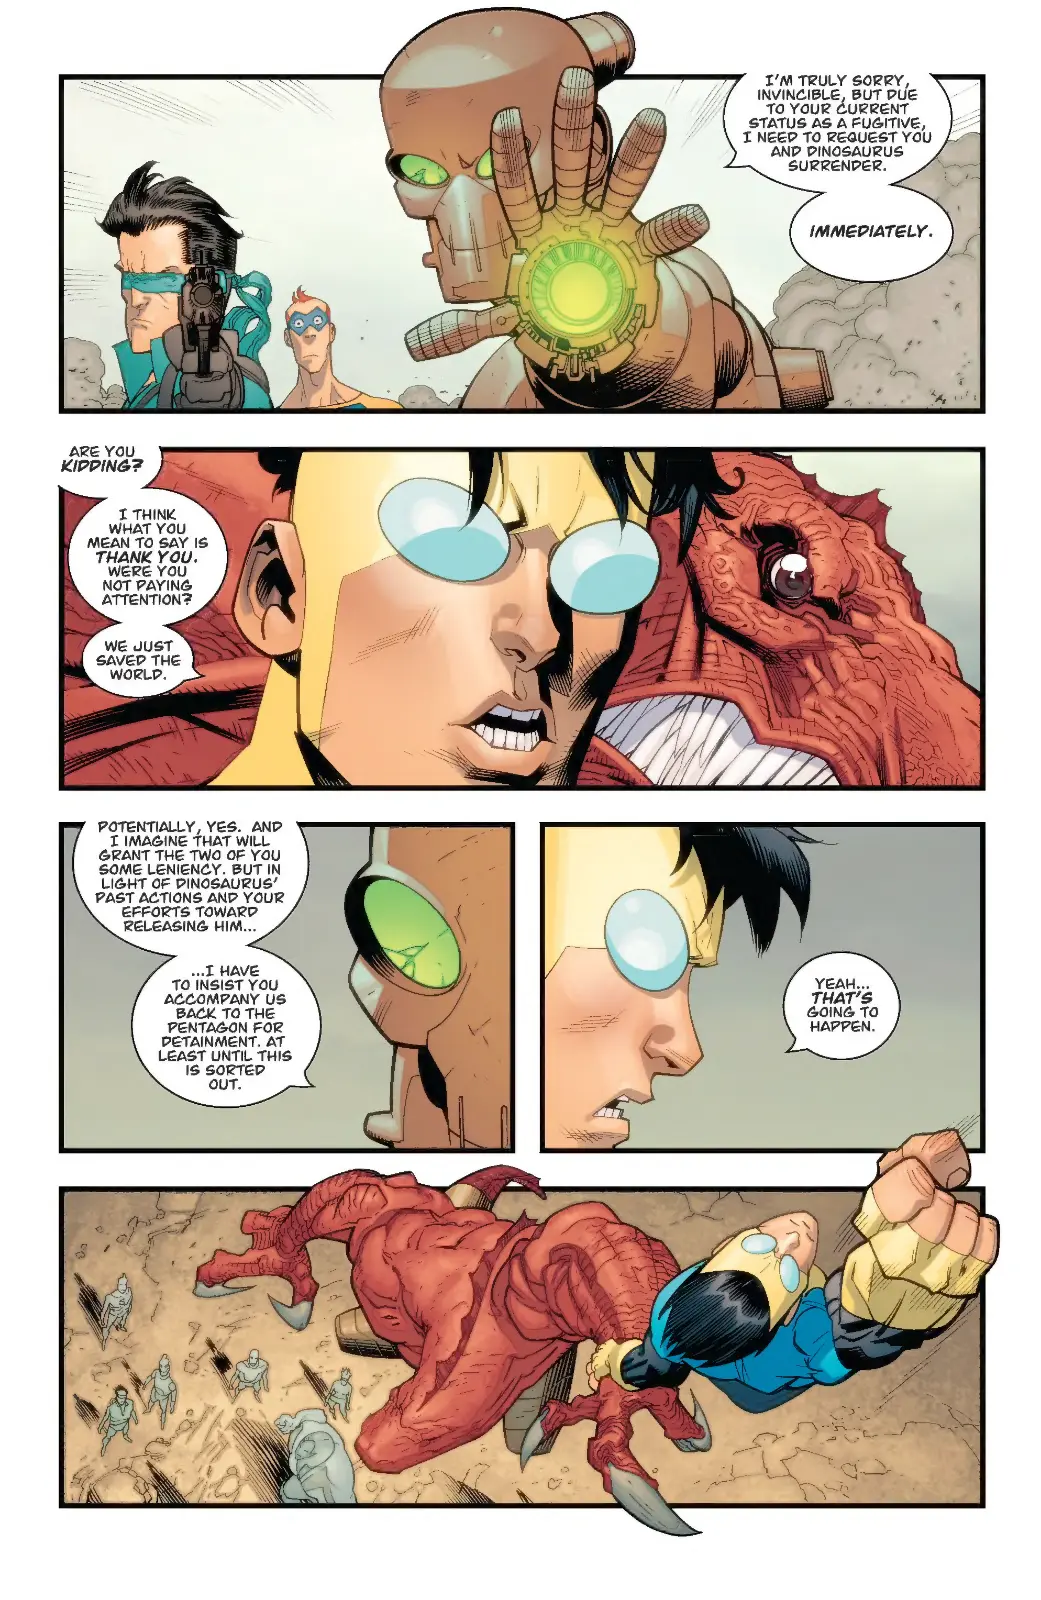 I'M TRULY SORRY,
INVINCIBLE, BUT DUE
TO YOUR CURRENT
STATUS AS A FUGITIVE,
I NEED TO REQUEST YOU
AND DINOSAURUS
SURRENDER.
IMMEDIATELY.
ARE YOU
KIDDING?
I THINK
WHAT YOU
MEAN TO SAY IS
THANK YOU.
WERE YOU
NOT PAYING
ATTENTION?
WE JUST
SAVED THE
WORLD.
POTENTIALLY, YES. AND
I IMAGINE THAT WILL
GRANT THE TWO OF YOU
SOME LENIENCY. BUT IN
LIGHT OF DINOSAURUS'
PAST ACTIONS AND YOUR
EFFORTS TOWARD
RELEASING HIM...
...I HAVE
TO INSIST YOU
ACCOMPANY US
BACK TO THE
PENTAGON FOR
DETAINMENT. AT
LEAST UNTIL THIS
IS SORTED
OUT.
YEAH...
THAT'S
GOING TO
HAPPEN.